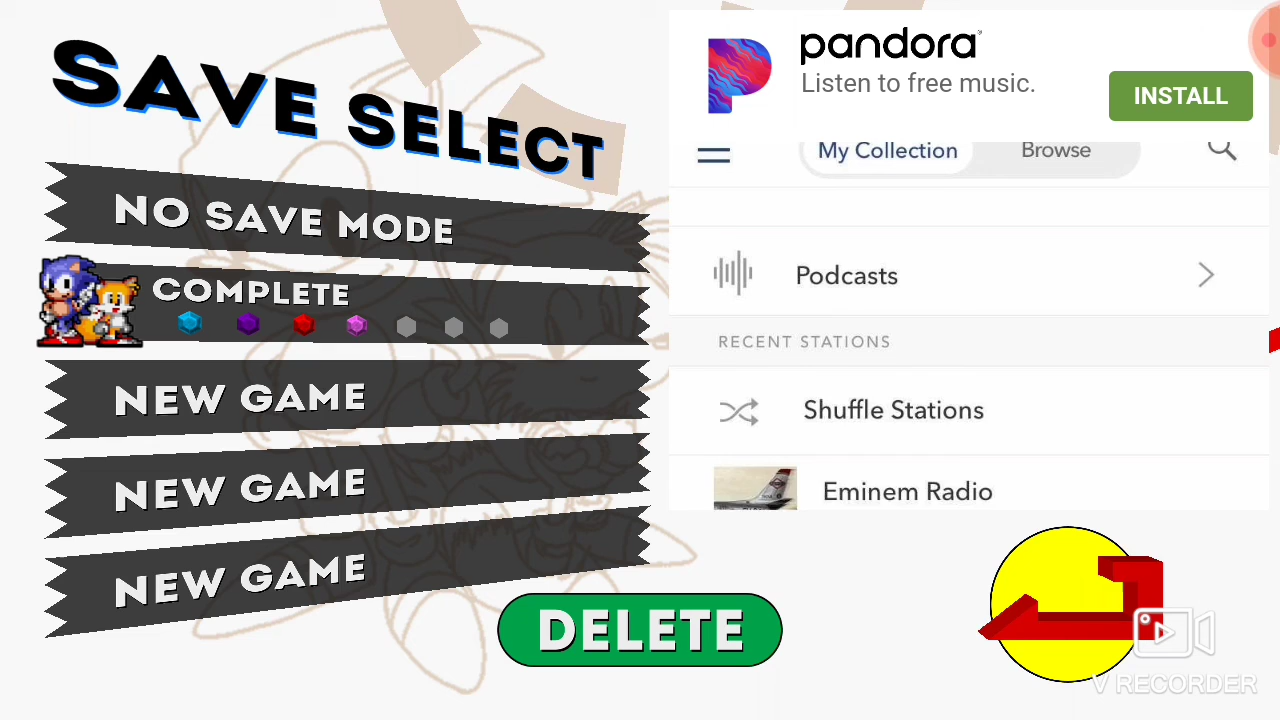 SAVE SELECT
NO SAVE MODE
COMPLETE
NEW GAME
NEW GAME
NEW GAME
DELETE
pandora
Listen to free music.
INSTALL
My Collection
Browse
Podcasts
RECENT STATIONS
Shuffle Stations
Eminem Radio
V RECORDER